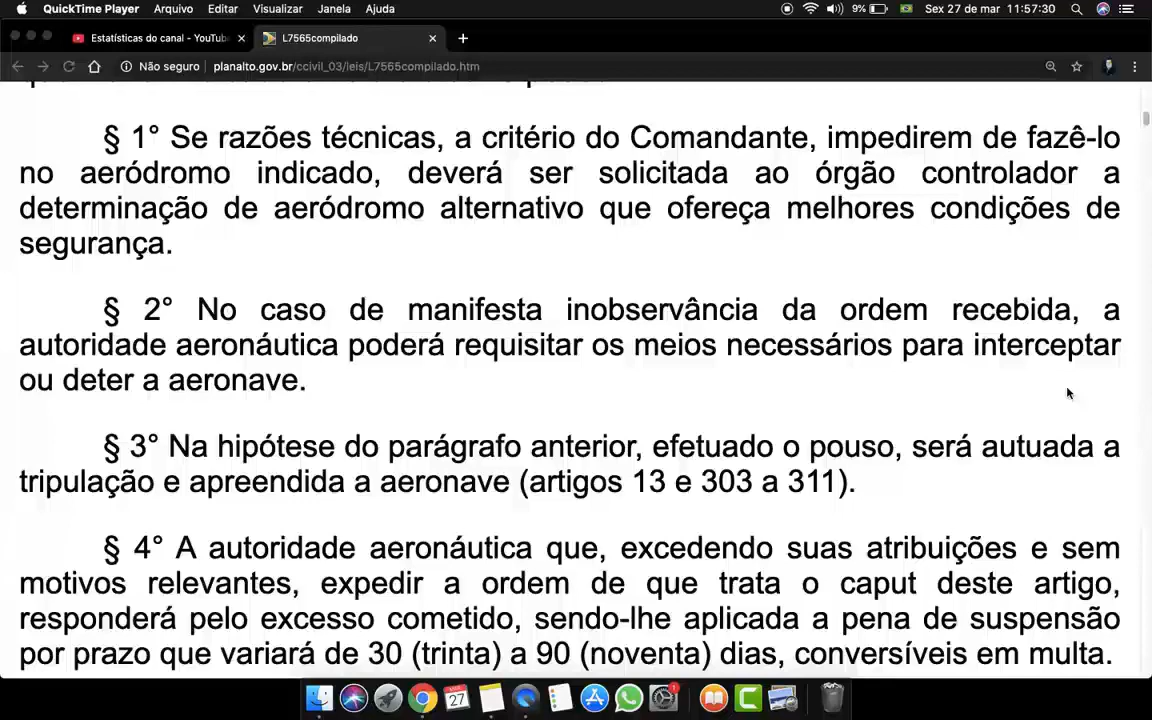 QuickTime Player Arquivo Editar Visualizar Janela Ajuda 9% Sex 27 de mar 11:57:30
Estatísticas do canal - YouTub L7565compilado
Não seguro planalto.gov.br/ccivil_03/leis/L7565compilado.htm
§ 1° Se razões técnicas, a critério do Comandante, impedirem de fazê-lo
no aeródromo indicado, deverá ser solicitada ao órgão controlador a
determinação de aeródromo alternativo que ofereça melhores condições de
segurança.
§ 2° No caso de manifesta inobservância da ordem recebida, a
autoridade aeronáutica poderá requisitar os meios necessários para interceptar
ou deter a aeronave.
§ 3° Na hipótese do parágrafo anterior, efetuado o pouso, será autuada a
tripulação e apreendida a aeronave (artigos 13 e 303 a 311).
§ 4° A autoridade aeronáutica que, excedendo suas atribuições e sem
motivos relevantes, expedir a ordem de que trata o caput deste artigo,
responderá pelo excesso cometido, sendo-lhe aplicada a pena de suspensão
por prazo que variará de 30 (trinta) a 90 (noventa) dias, conversíveis em multa.
27
1